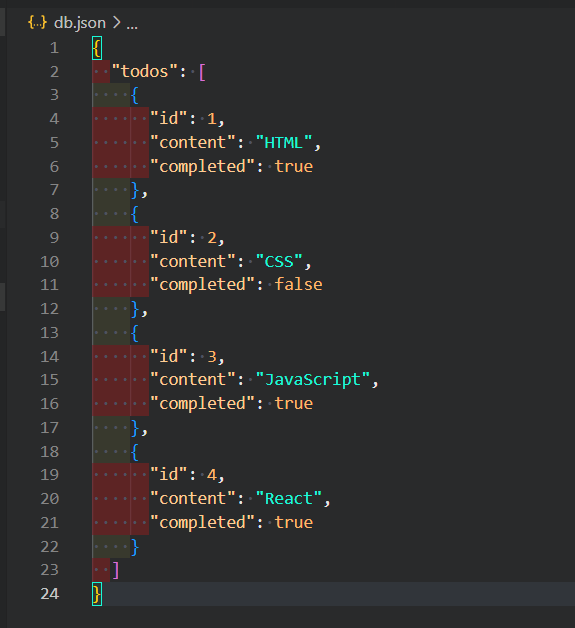 {..} db.json > ...
1 {
2 "todos": [
3 {
4 "id": 1,
5 "content": "HTML",
6 "completed": true
7 },
8 {
9 "id": 2,
10 "content": "CSS",
11 "completed": false
12 },
13 {
14 "id": 3,
15 "content": "JavaScript",
16 "completed": true
17 },
18 {
19 "id": 4,
20 "content": "React",
21 "completed": true
22 }
23 ]
24 }